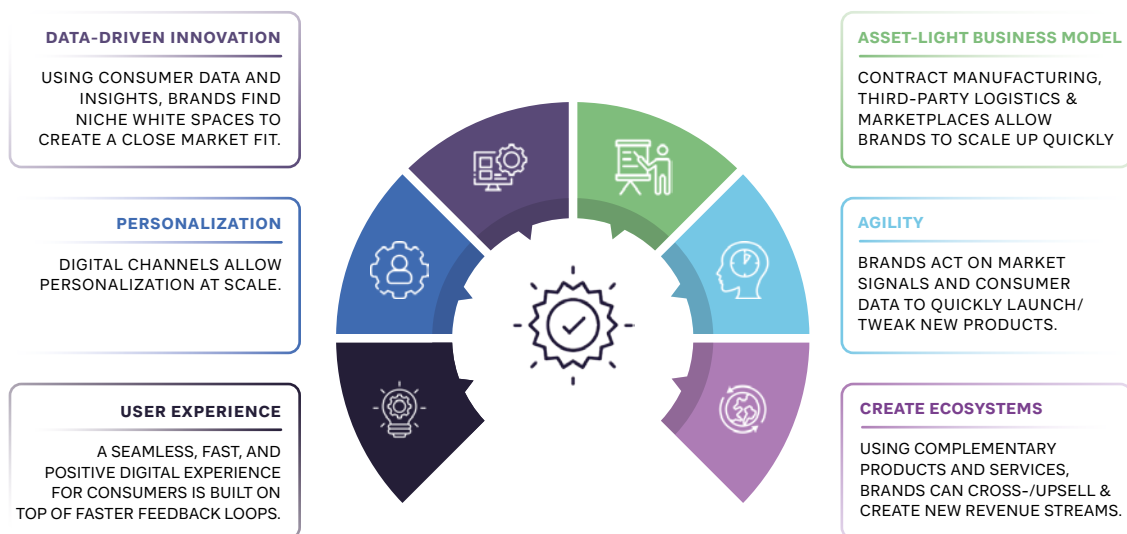 DATA-DRIVEN INNOVATION
USING CONSUMER DATA AND
INSIGHTS, BRANDS FIND
NICHE WHITE SPACES TO
CREATE A CLOSE MARKET FIT.
PERSONALIZATION
DIGITAL CHANNELS ALLOW
PERSONALIZATION AT SCALE.
USER EXPERIENCE
A SEAMLESS, FAST, AND
POSITIVE DIGITAL EXPERIENCE
FOR CONSUMERS IS BUILT ON
TOP OF FASTER FEEDBACK LOOPS.
ASSET-LIGHT BUSINESS MODEL
CONTRACT MANUFACTURING,
THIRD-PARTY LOGISTICS &
MARKETPLACES ALLOW
BRANDS TO SCALE UP QUICKLY
AGILITY
BRANDS ACT ON MARKET
SIGNALS AND CONSUMER
DATA TO QUICKLY LAUNCH/
TWEAK NEW PRODUCTS.
CREATE ECOSYSTEMS
USING COMPLEMENTARY
PRODUCTS AND SERVICES,
BRANDS CAN CROSS-/UPSELL &
CREATE NEW REVENUE STREAMS.